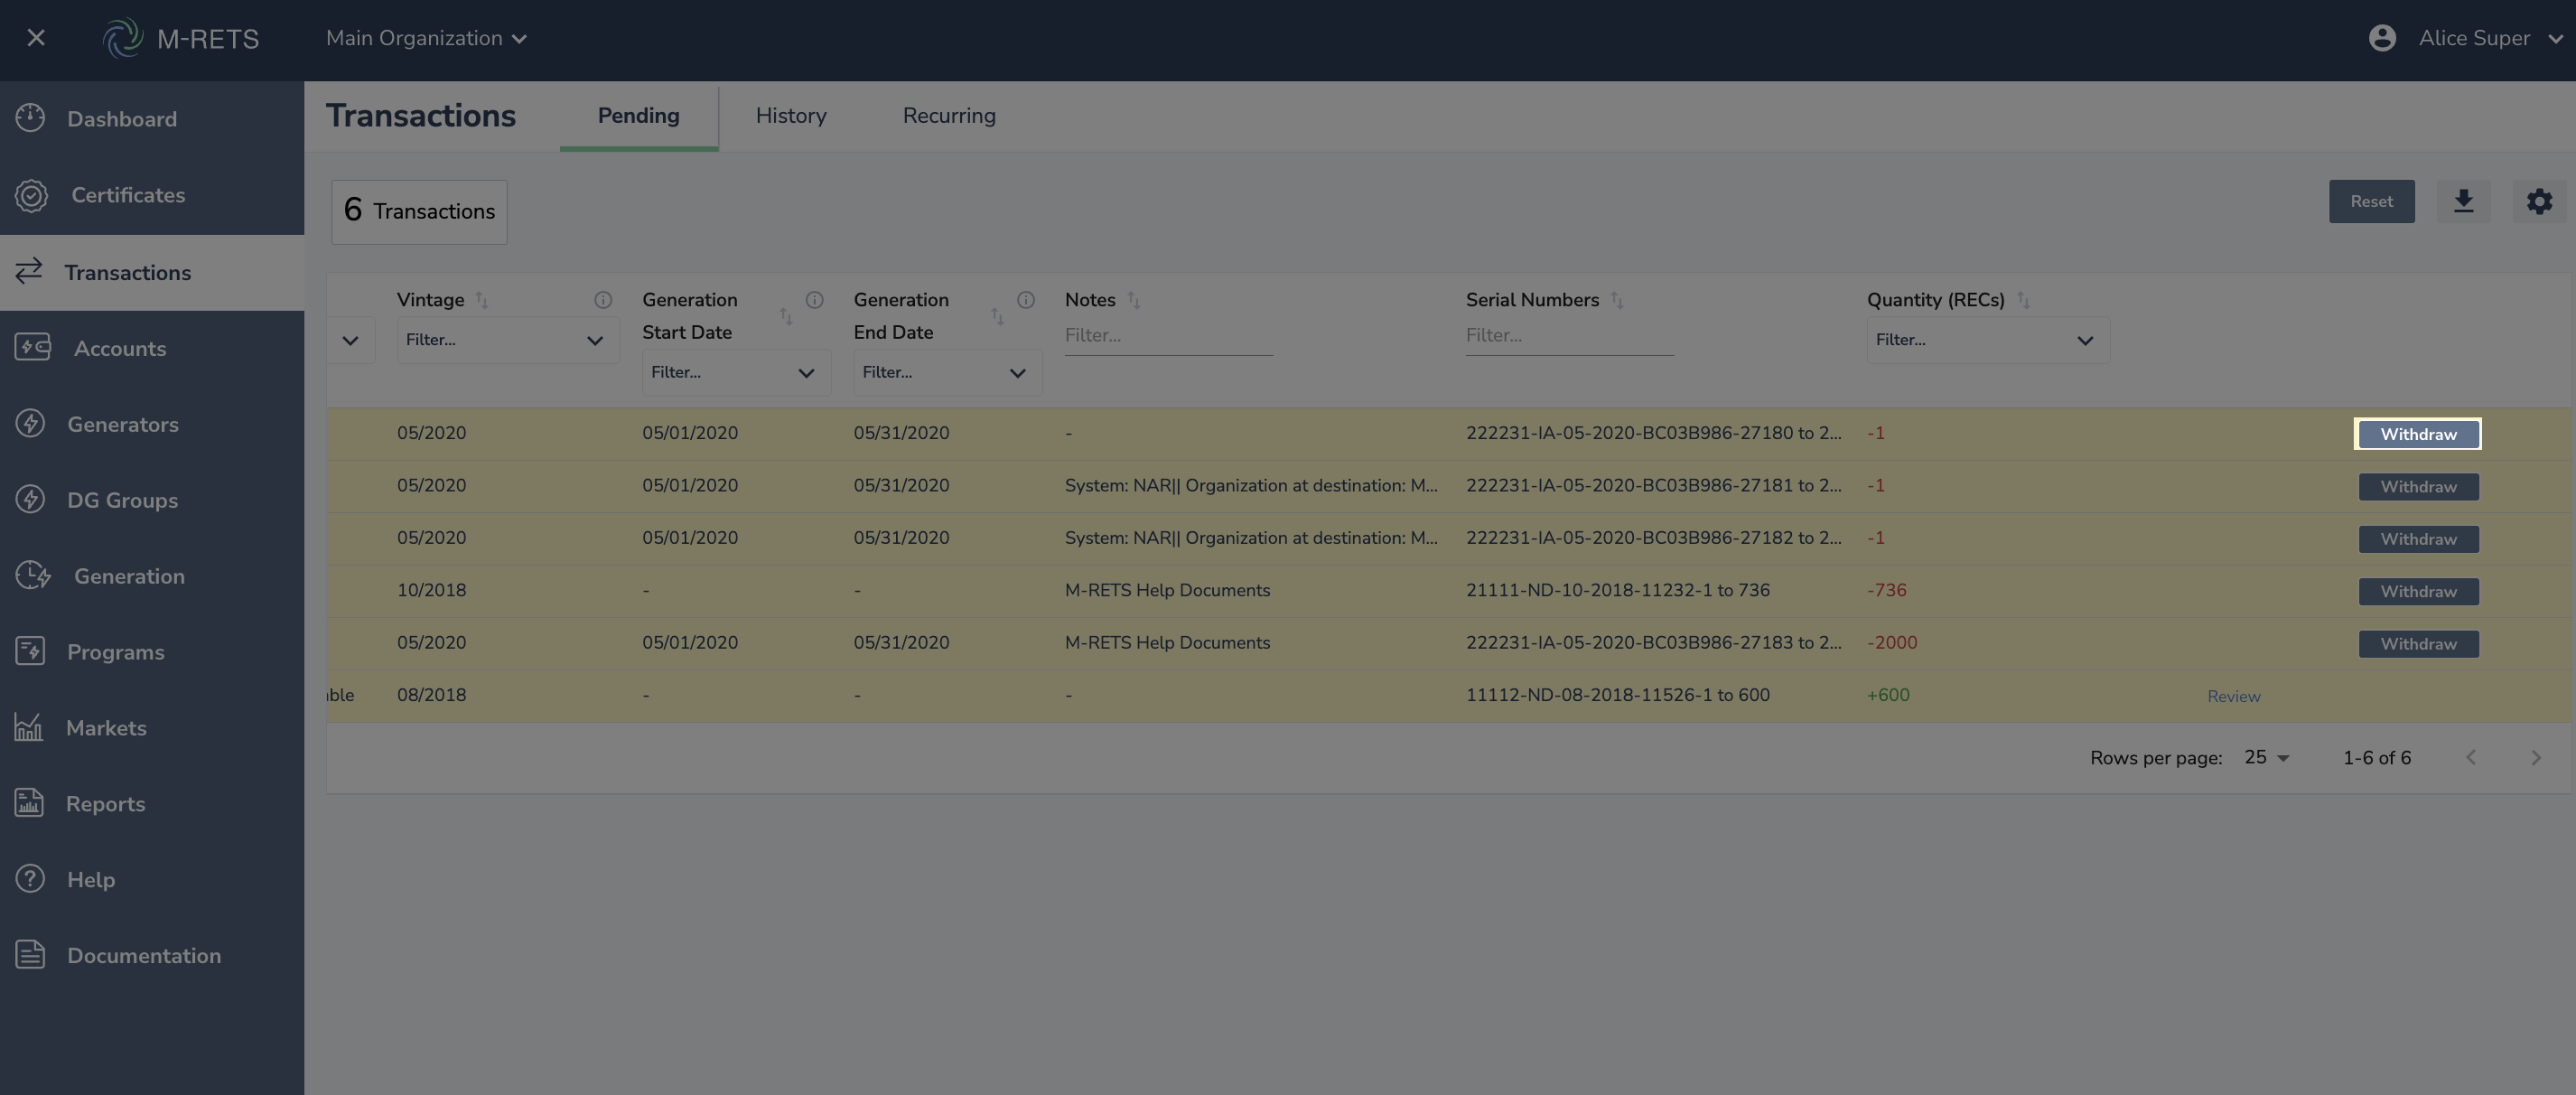 M-RETS
Main Organization
Alice Super
Dashboard
Certificates
Transactions
Accounts
Generators
DG Groups
Generation
Programs
Markets
Reports
Help
Documentation
Transactions Pending History Recurring
6 Transactions
Reset
Vintage Generation Start Date Generation End Date Notes Serial Numbers Quantity (RECs)
Filter... Filter... Filter... Filter... Filter... Filter...
05/2020 05/01/2020 05/31/2020 - 222231-IA-05-2020-BC03B986-27180 to 2... -1 Withdraw
05/2020 05/01/2020 05/31/2020 System: NAR|| Organization at destination: M... 222231-IA-05-2020-BC03B986-27181 to 2... -1 Withdraw
05/2020 05/01/2020 05/31/2020 System: NAR|| Organization at destination: M... 222231-IA-05-2020-BC03B986-27182 to 2... -1 Withdraw
10/2018 - - M-RETS Help Documents 21111-ND-10-2018-11232-1 to 736 -736 Withdraw
05/2020 05/01/2020 05/31/2020 M-RETS Help Documents 222231-IA-05-2020-BC03B986-27183 to 2... -2000 Withdraw
08/2018 - - - 11112-ND-08-2018-11526-1 to 600 +600 Review
Rows per page: 25 1-6 of 6